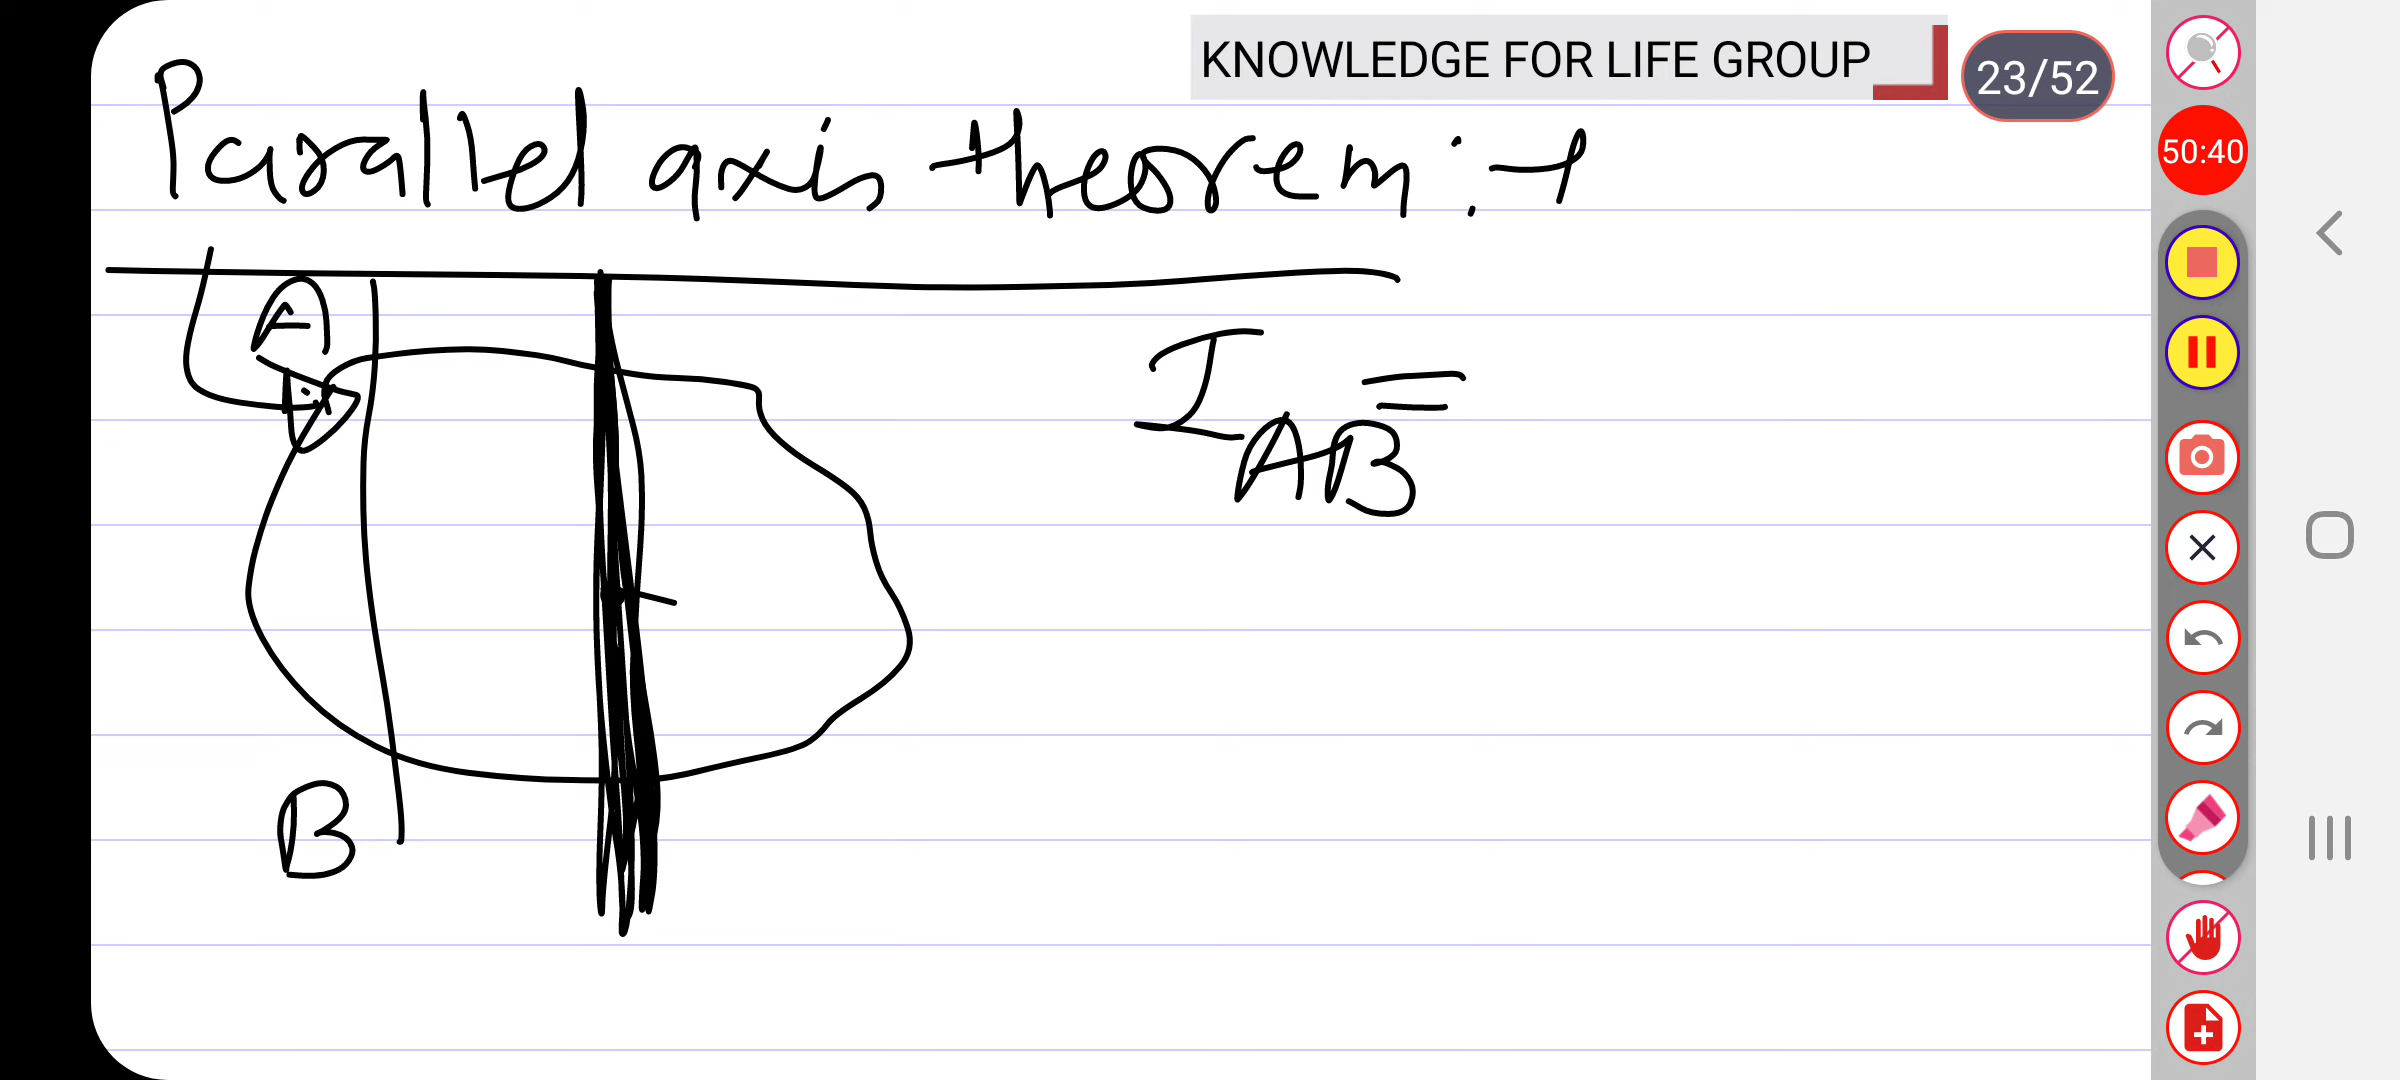 KNOWLEDGE FOR LIFE GROUP
23/52
50:40
Parallel axis theorem :-
A
I_AB =
B